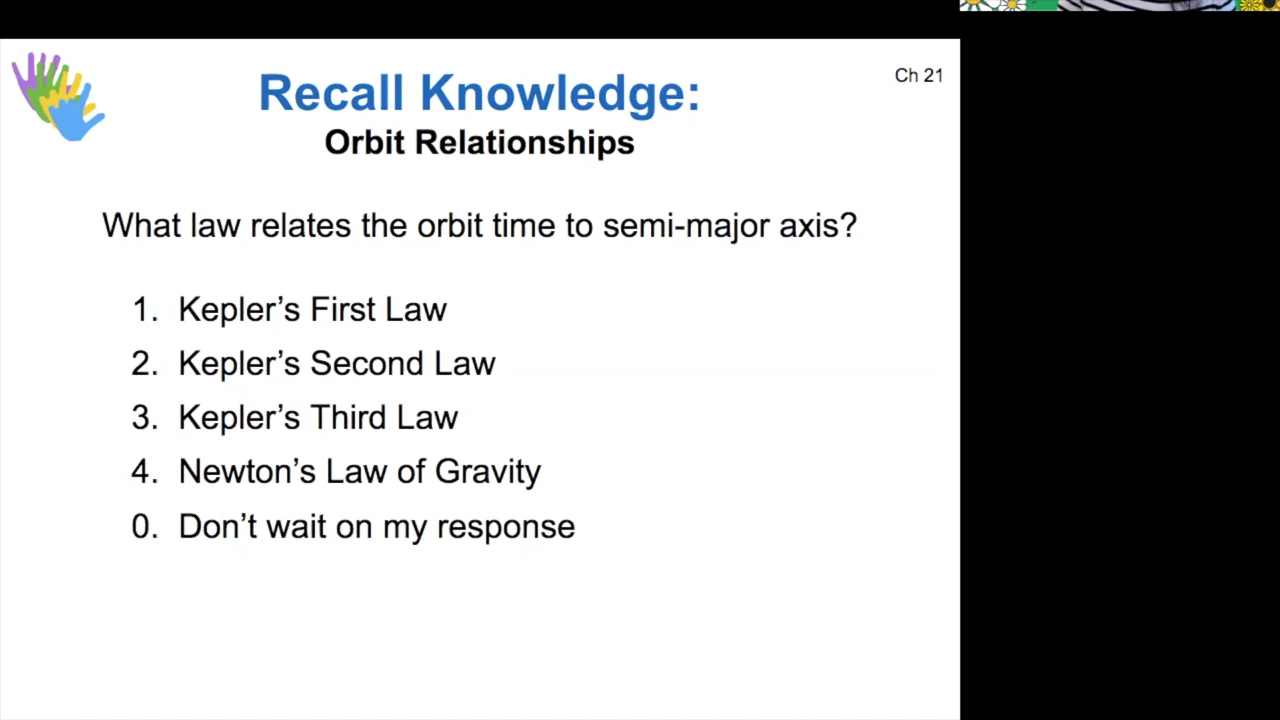 Ch 21
Recall Knowledge:
Orbit Relationships
What law relates the orbit time to semi-major axis?
1. Kepler’s First Law
2. Kepler’s Second Law
3. Kepler’s Third Law
4. Newton’s Law of Gravity
0. Don’t wait on my response